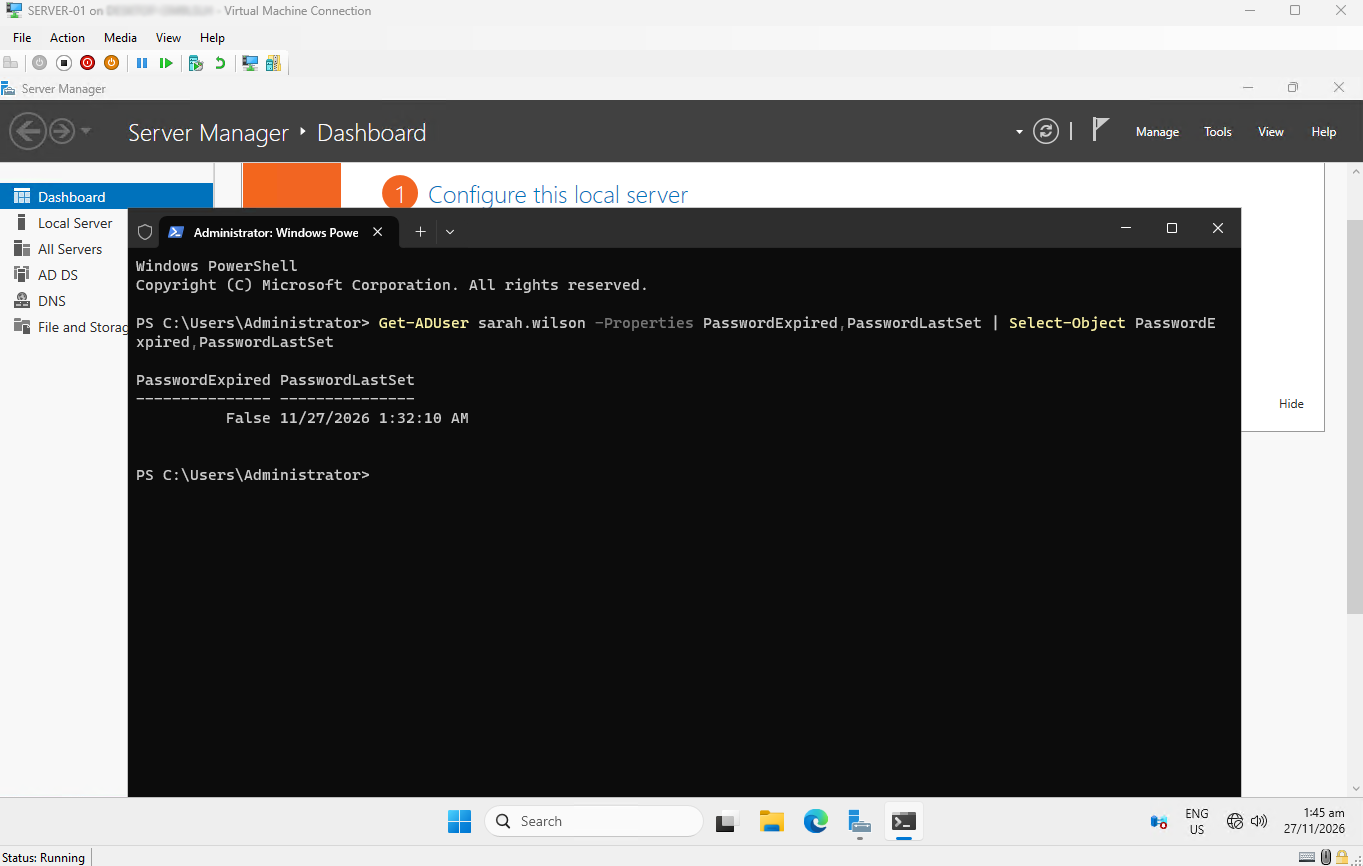 SERVER-01 on - Virtual Machine Connection
File Action Media View Help
Server Manager
Server Manager Dashboard
Manage Tools View Help
Dashboard
Local Server
All Servers
AD DS
DNS
File and Storag
1 Configure this local server
Hide
Administrator: Windows Powe
Windows PowerShell
Copyright (C) Microsoft Corporation. All rights reserved.
PS C:\Users\Administrator> Get-ADUser sarah.wilson -Properties PasswordExpired,PasswordLastSet | Select-Object PasswordE
xpired,PasswordLastSet
PasswordExpired PasswordLastSet
--------------- ---------------
False 11/27/2026 1:32:10 AM
PS C:\Users\Administrator>
Search
ENG
US
1:45 am
27/11/2026
Status: Running